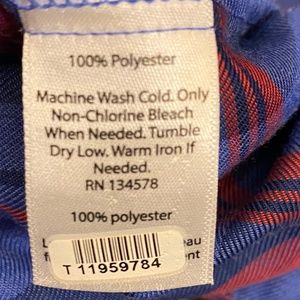 100% Polyester
Machine Wash Cold. Only
Non-Chlorine Bleach
When Needed. Tumble
Dry Low. Warm Iron If
Needed.
RN 134578
100% polyester
T 11959784